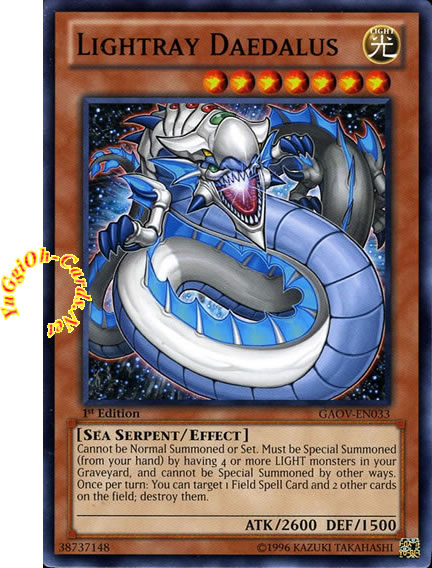 LIGHTRAY DAEDALUS
LIGHT
光
YuGgiOh-Cards.Net
1st Edition
GAOV-EN033
[SEA SERPENT/EFFECT]
Cannot be Normal Summoned or Set. Must be Special Summoned
(from your hand) by having 4 or more LIGHT monsters in your
Graveyard, and cannot be Special Summoned by other ways.
Once per turn: You can target 1 Field Spell Card and 2 other cards
on the field; destroy them.
ATK/2600 DEF/1500
38737148
©1996 KAZUKI TAKAHASHI